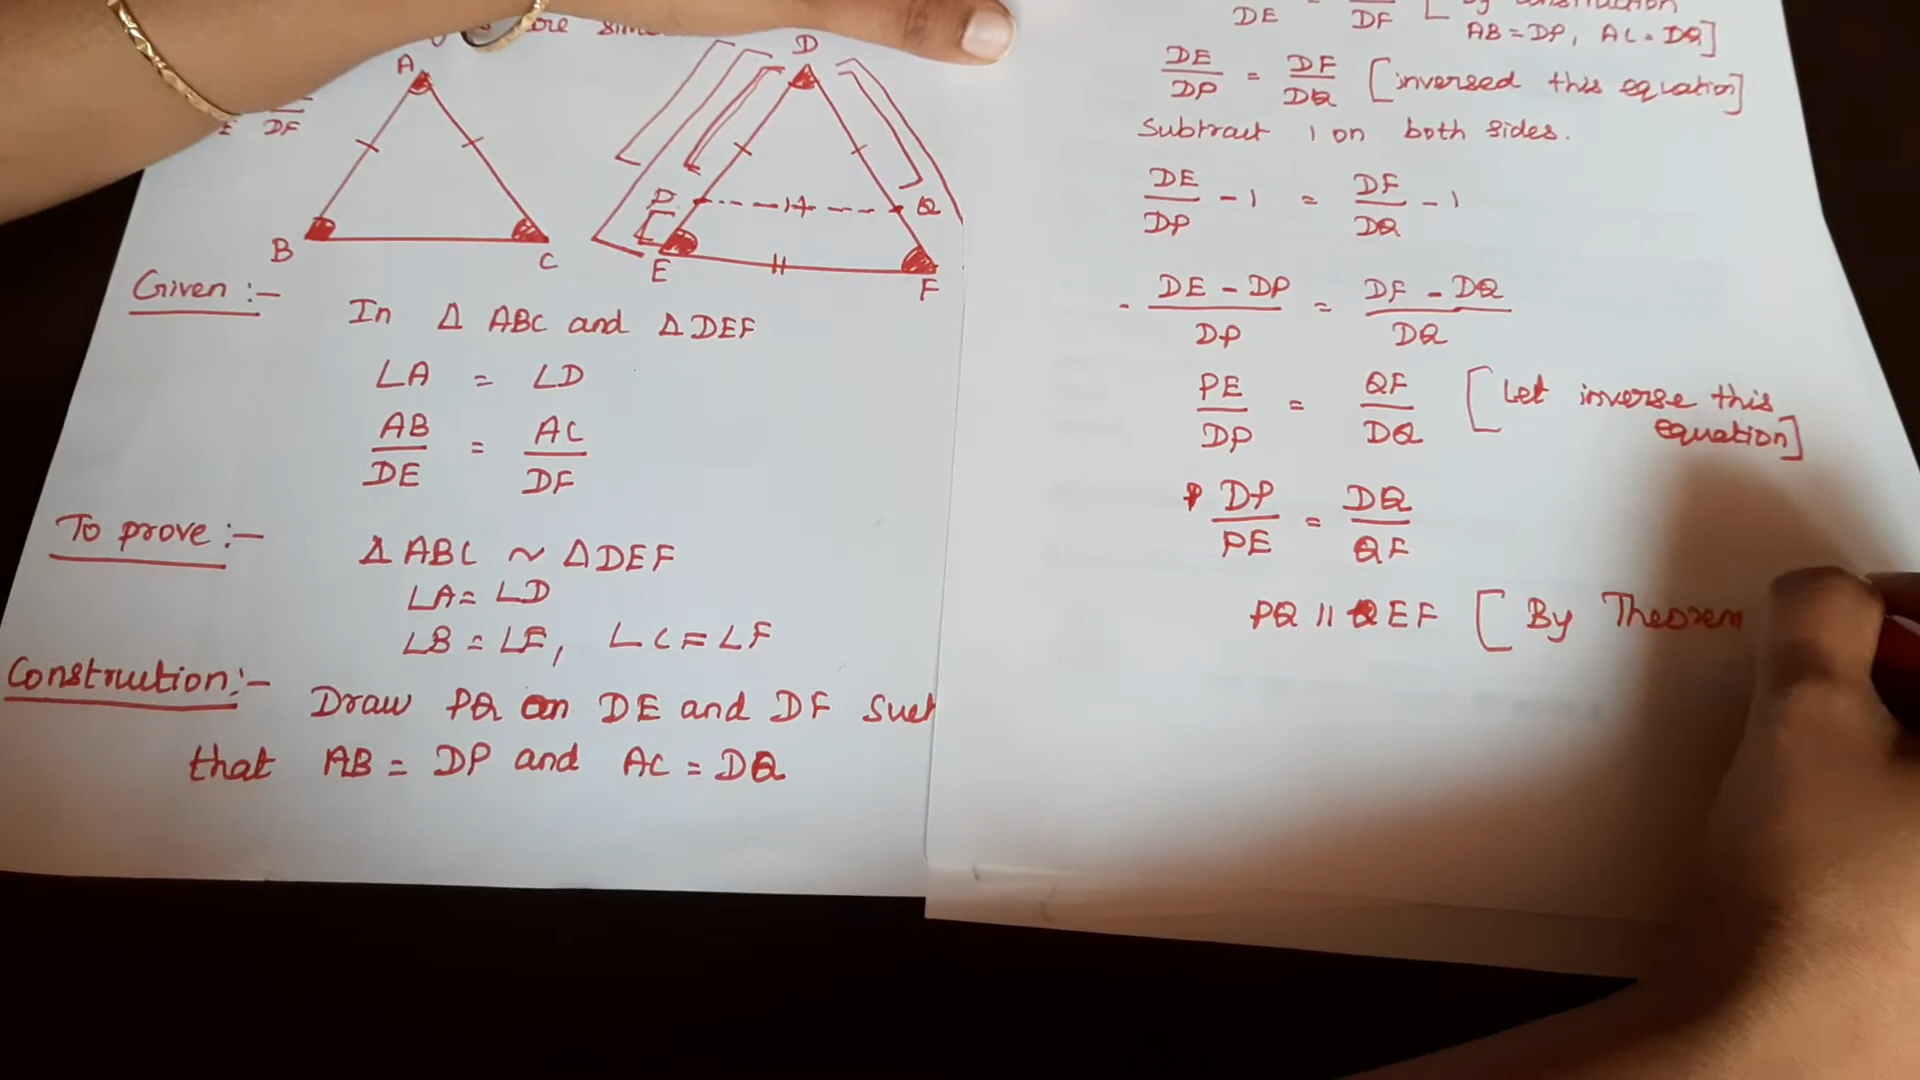 A
B
C
DF
D
P
Q
E
F
Given :-
In Δ ABC and Δ DEF
∠A = ∠D
AB/DE = AC/DF
To prove :-
Δ ABC ~ Δ DEF
∠A = ∠D
∠B = ∠E, ∠C = ∠F
Construction :-
Draw PQ on DE and DF such
that AB = DP and AC = DQ
DE = DF [ by construction
AB = DP, AC = DQ]
DE/DP = DF/DQ [inversed this equation]
Subtract 1 on both sides.
DE/DP - 1 = DF/DQ - 1
DE - DP/DP = DF - DQ/DQ
PE/DP = QF/DQ [Let inverse this
equation]
DP/PE = DQ/QF
PQ || EF [By Theorem